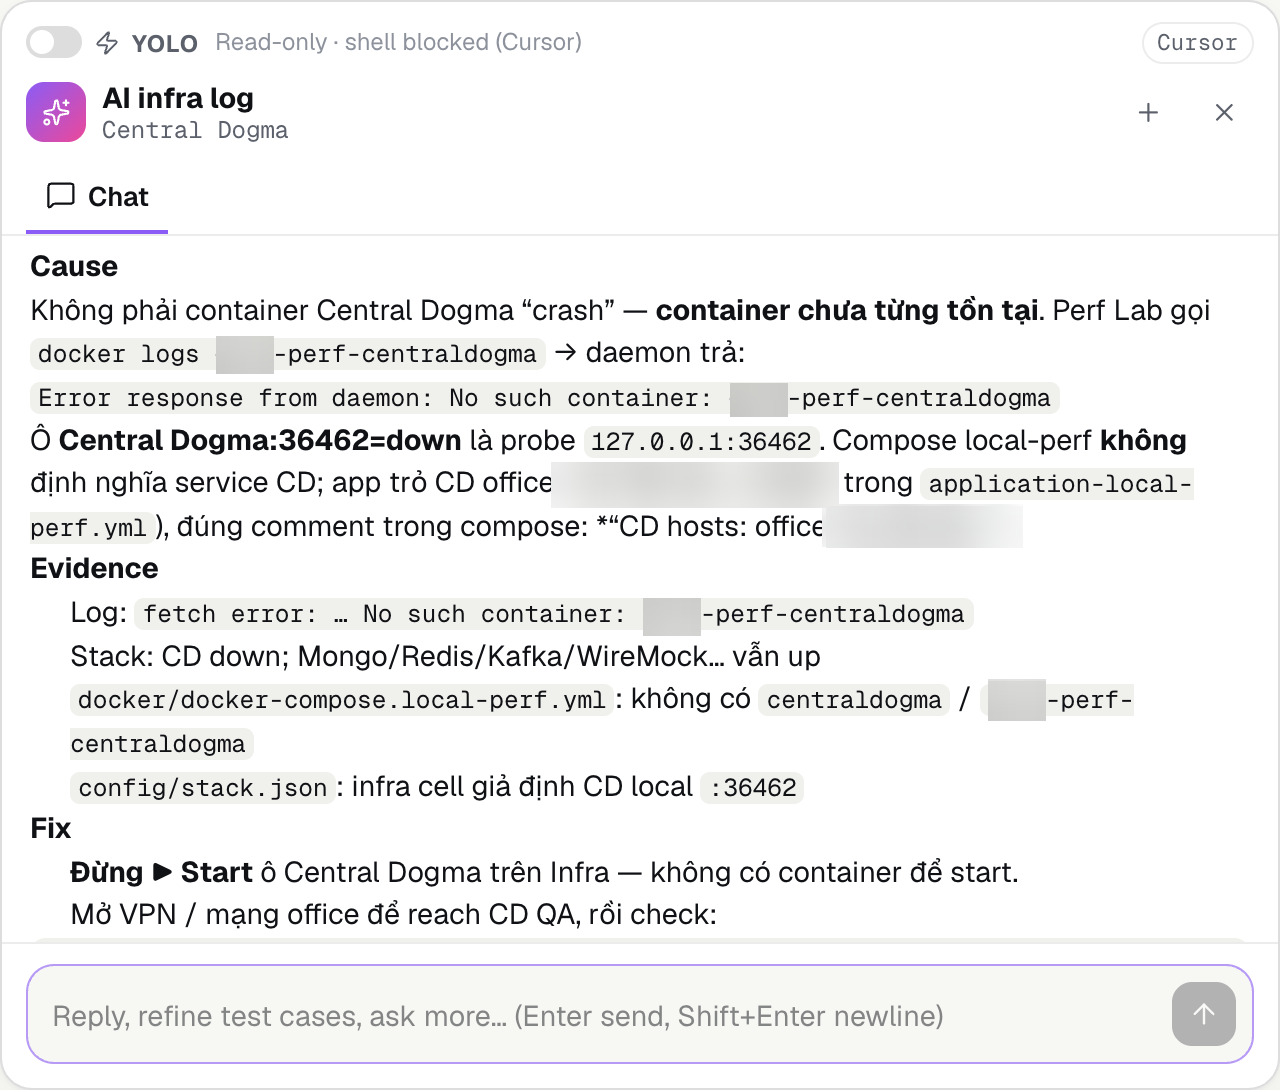 YOLO Read-only · shell blocked (Cursor) Cursor
AI infra log
Central Dogma
Chat
Cause
Không phải container Central Dogma “crash” — container chưa từng tồn tại. Perf Lab gọi
docker logs -perf-centraldogma → daemon trả:
Error response from daemon: No such container: -perf-centraldogma
Ô Central Dogma:36462=down là probe 127.0.0.1:36462. Compose local-perf không
định nghĩa service CD; app trỏ CD office trong application-local-
perf.yml), đúng comment trong compose: *“CD hosts: office
Evidence
Log: fetch error: … No such container: -perf-centraldogma
Stack: CD down; Mongo/Redis/Kafka/WireMock… vẫn up
docker/docker-compose.local-perf.yml: không có centraldogma / -perf-
centraldogma
config/stack.json: infra cell giả định CD local :36462
Fix
Đừng ▶ Start ô Central Dogma trên Infra — không có container để start.
Mở VPN / mạng office để reach CD QA, rồi check:
Reply, refine test cases, ask more… (Enter send, Shift+Enter newline)